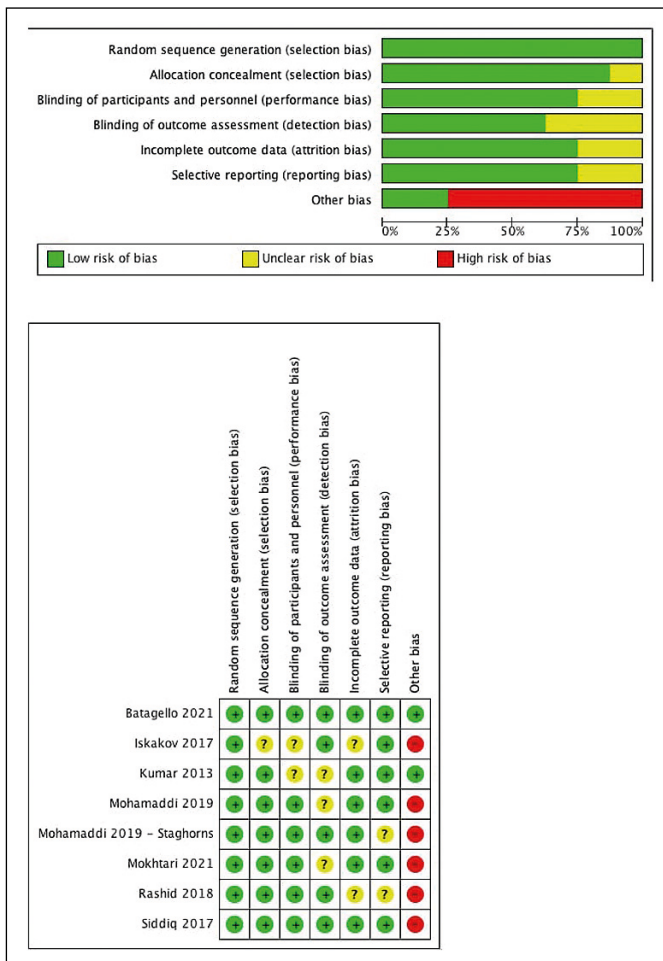 Random sequence generation (selection bias)
Allocation concealment (selection bias)
Blinding of participants and personnel (performance bias)
Blinding of outcome assessment (detection bias)
Incomplete outcome data (attrition bias)
Selective reporting (reporting bias)
Other bias
0% 25% 50% 75% 100%
Low risk of bias Unclear risk of bias High risk of bias
Random sequence generation (selection bias)
Allocation concealment (selection bias)
Blinding of participants and personnel (performance bias)
Blinding of outcome assessment (detection bias)
Incomplete outcome data (attrition bias)
Selective reporting (reporting bias)
Other bias
Batagello 2021 + + + + + + +
Iskakov 2017 + ? ? + ? + -
Kumar 2013 + + ? ? + + +
Mohamaddi 2019 + + + ? + + -
Mohamaddi 2019 – Staghorns + + + + + ? -
Mokhtari 2021 + + + ? + + -
Rashid 2018 + + + + ? ? -
Siddiq 2017 + + + + + + -